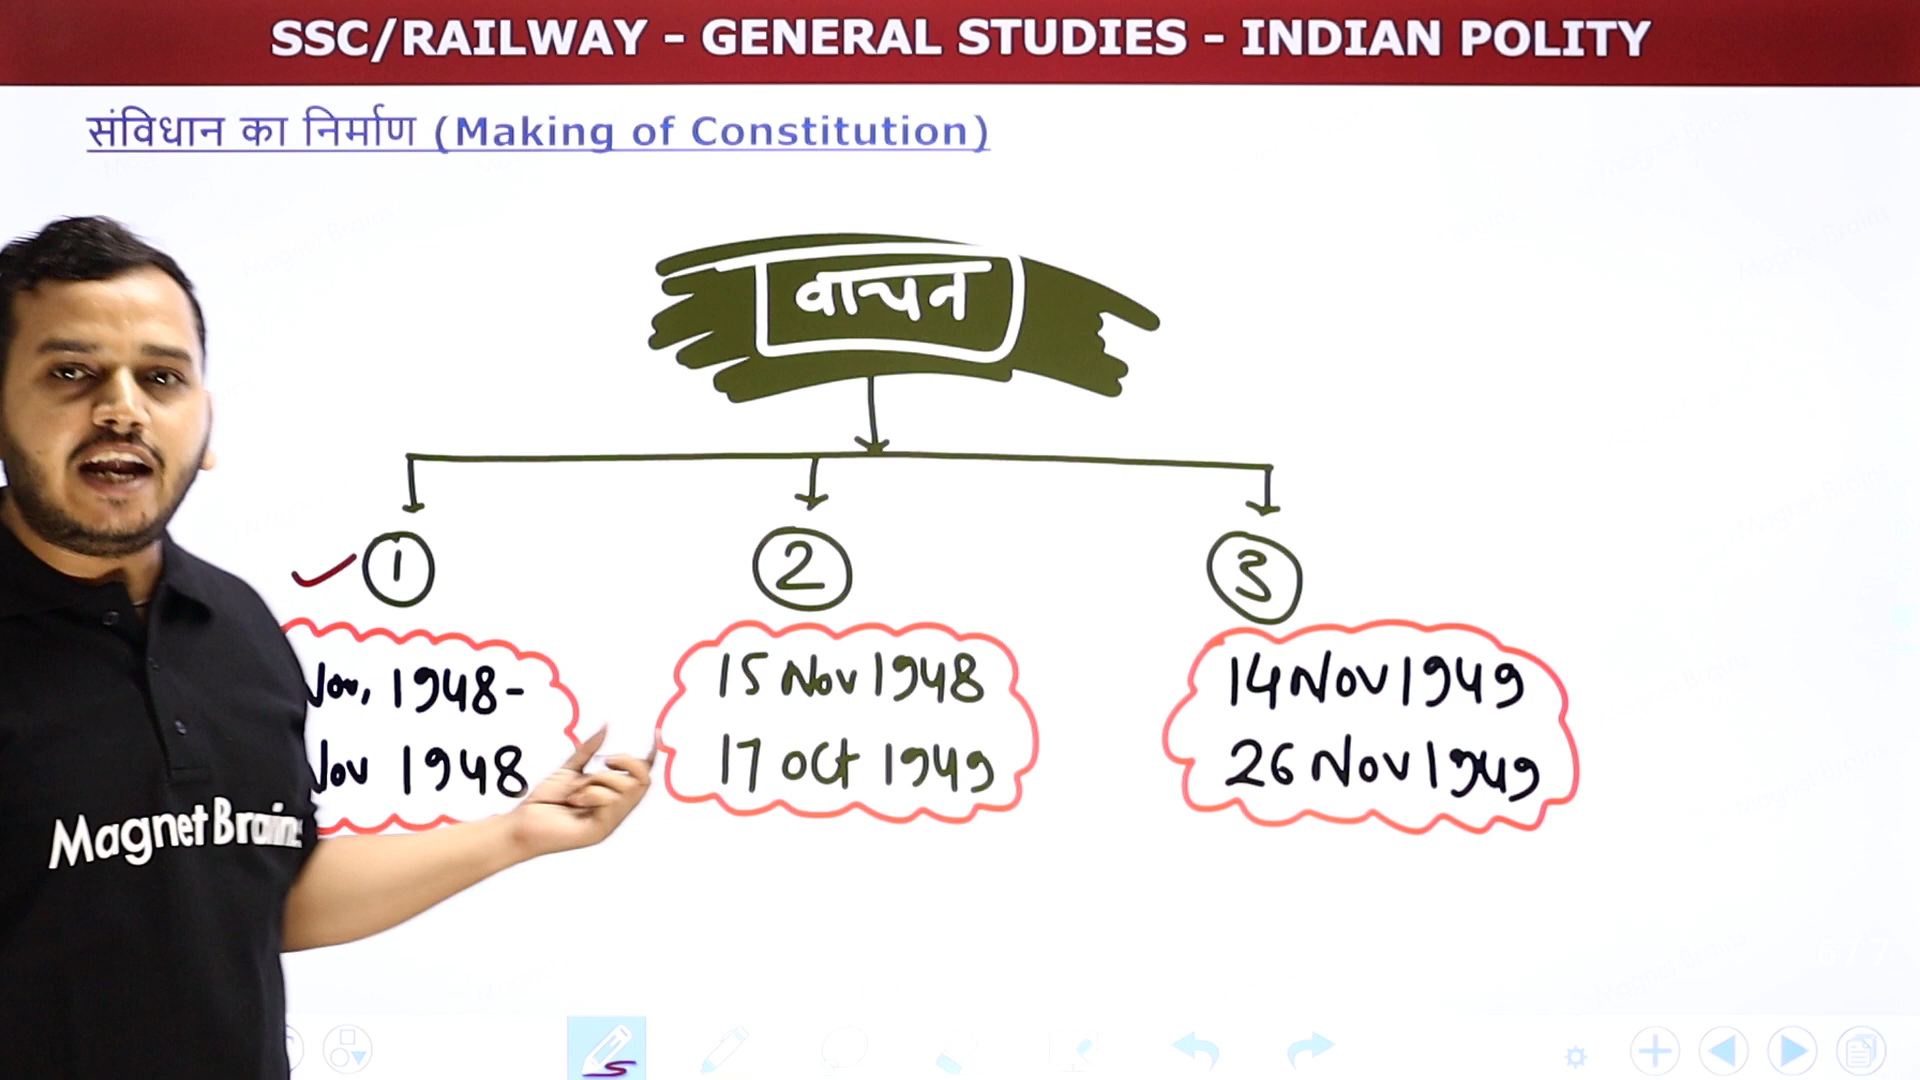 SSC/RAILWAY - GENERAL STUDIES - INDIAN POLITY
संविधान का निर्माण (Making of Constitution)
वाचन
1 2 3
Nov, 1948- 15 Nov 1948 14 Nov 1949
Nov 1948 17 oct 1949 26 Nov 1949
Magnet Brains